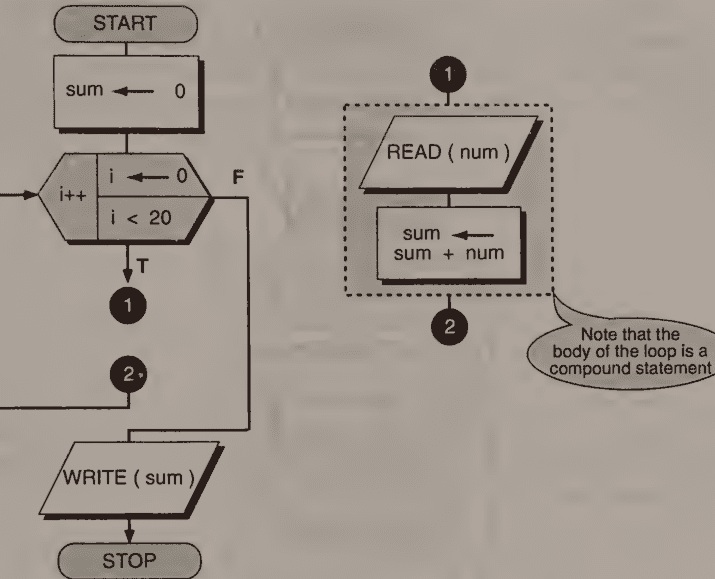 START
sum ← 0
i++
i ← 0
i < 20
F
T
1
2
WRITE ( sum )
STOP
1
READ ( num )
sum ←
sum + num
2
Note that the
body of the loop is a
compound statement